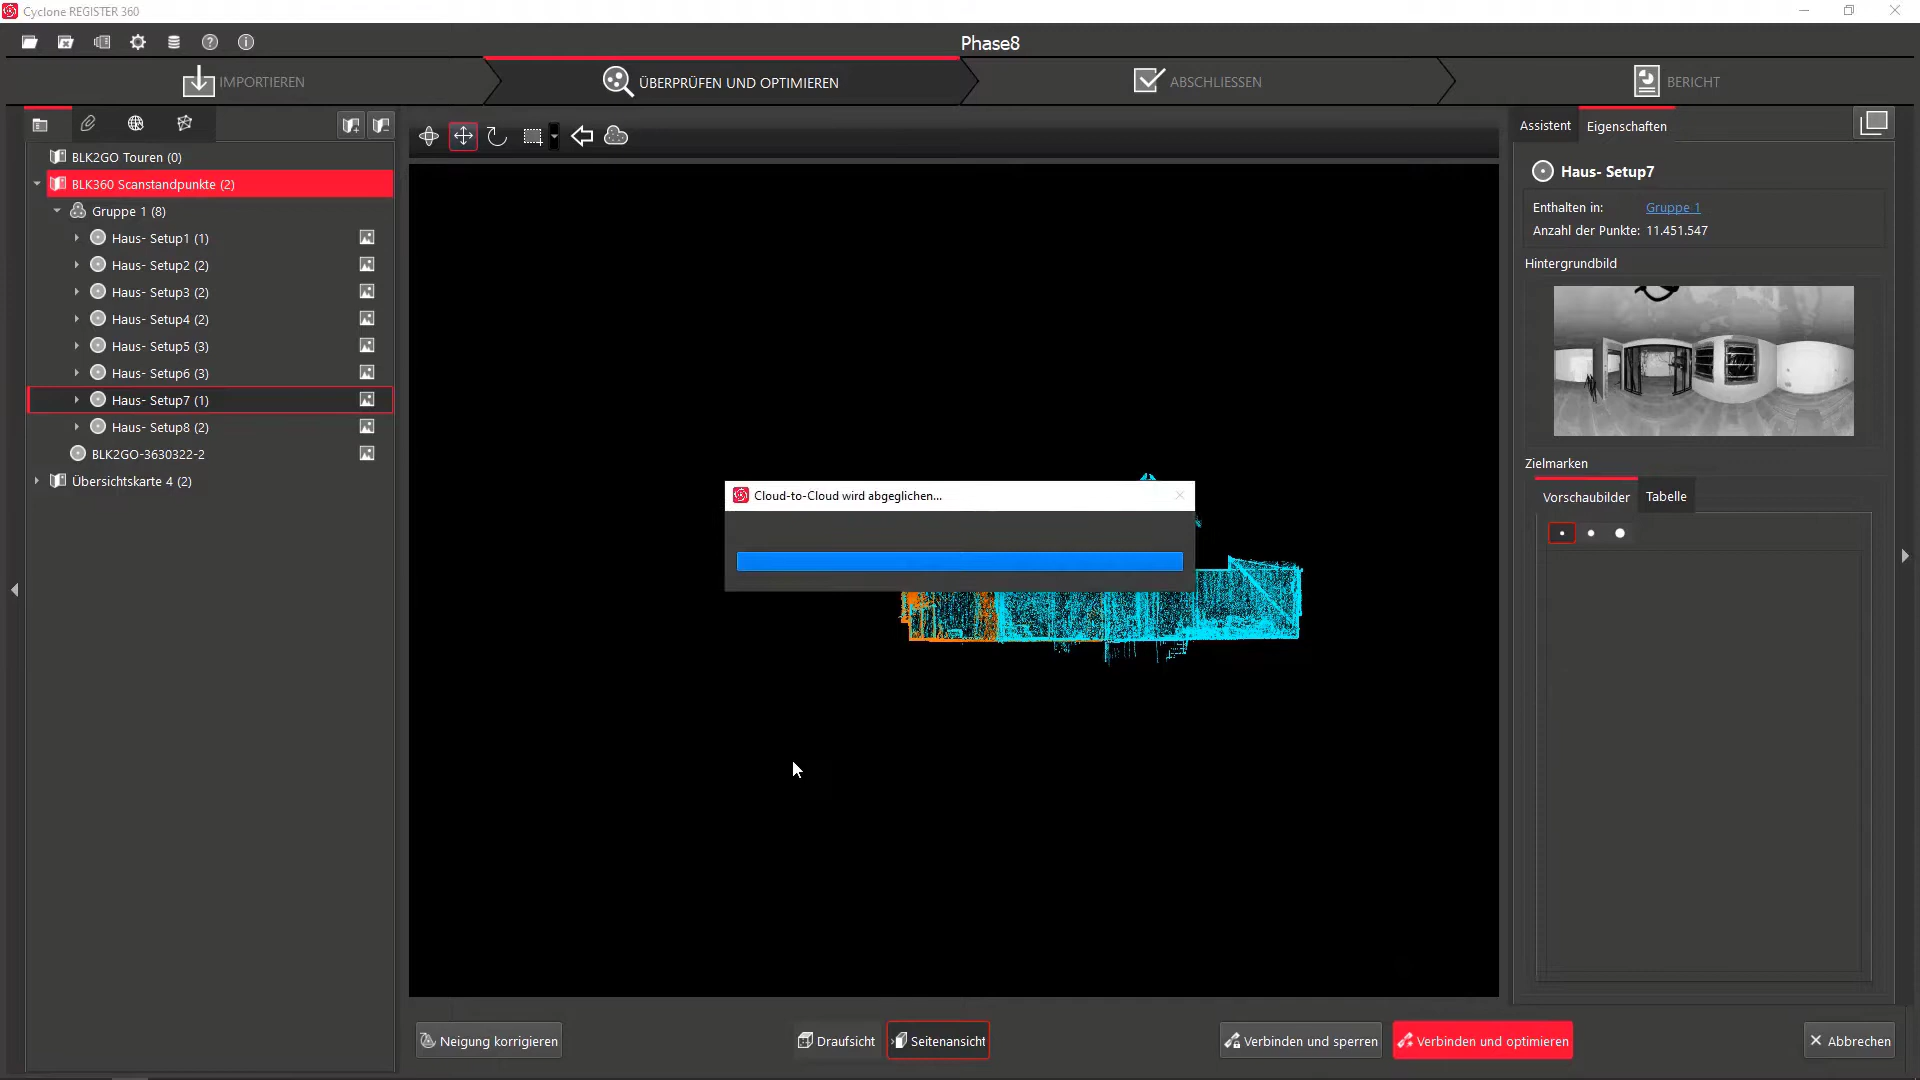 Cyclone REGISTER 360
Phase8
IMPORTIEREN
ÜBERPRÜFEN UND OPTIMIEREN
ABSCHLIESSEN
BERICHT
BLK2GO Touren (0)
BLK360 Scanstandpunkte (2)
Gruppe 1 (8)
Haus- Setup1 (1)
Haus- Setup2 (2)
Haus- Setup3 (2)
Haus- Setup4 (2)
Haus- Setup5 (3)
Haus- Setup6 (3)
Haus- Setup7 (1)
Haus- Setup8 (2)
BLK2GO-3630322-2
Übersichtskarte 4 (2)
Cloud-to-Cloud wird abgeglichen...
Assistent
Eigenschaften
Haus- Setup7
Enthalten in: Gruppe 1
Anzahl der Punkte: 11.451.547
Hintergrundbild
Zielmarken
Vorschaubilder
Tabelle
Neigung korrigieren
Draufsicht
Seitenansicht
Verbinden und sperren
Verbinden und optimieren
Abbrechen